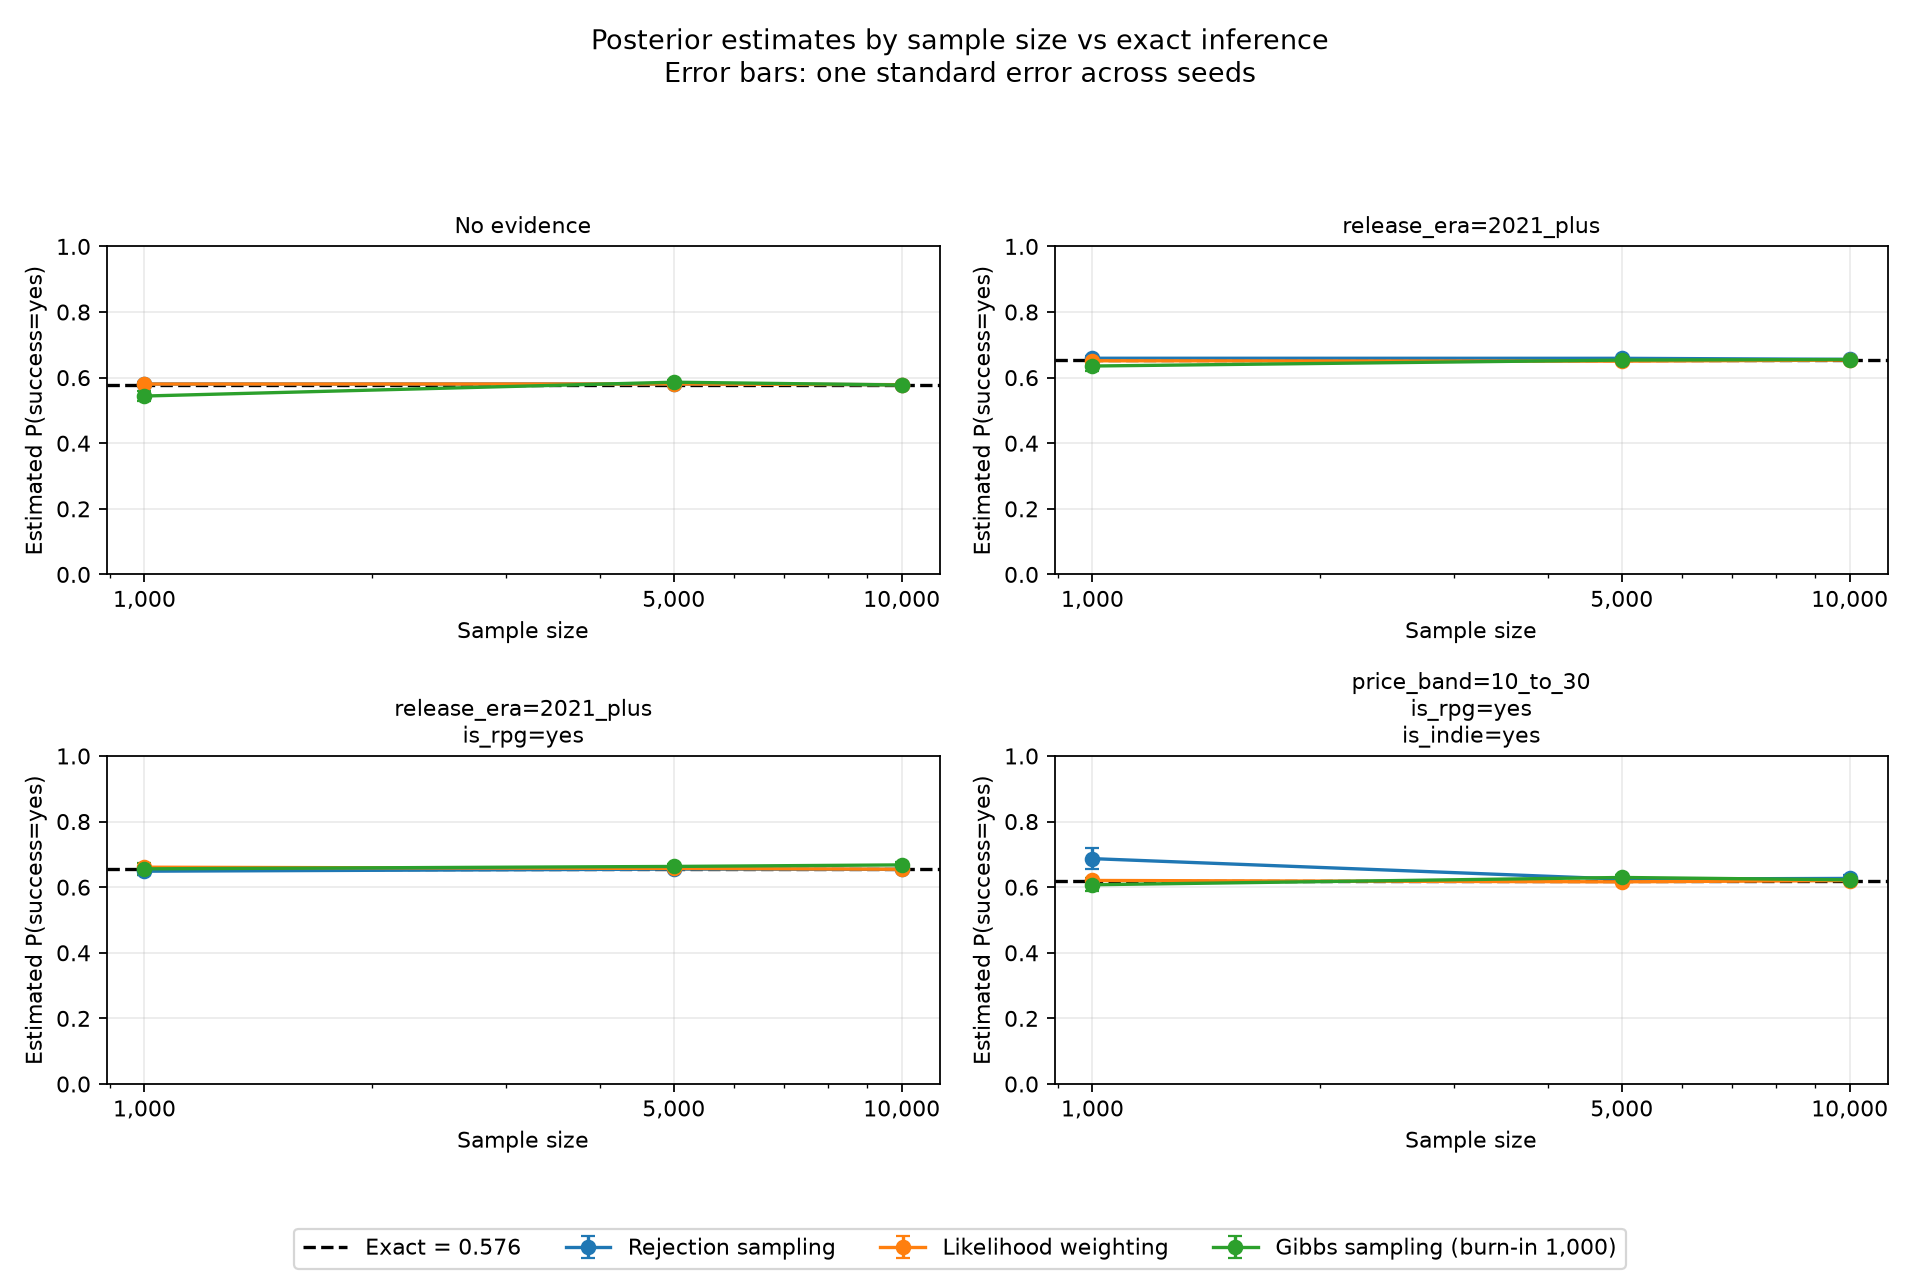 Posterior estimates by sample size vs exact inference
Error bars: one standard error across seeds
No evidence
Estimated P(success=yes)
1.0
0.8
0.6
0.4
0.2
0.0
1,000 5,000 10,000
Sample size
release_era=2021_plus
Estimated P(success=yes)
1.0
0.8
0.6
0.4
0.2
0.0
1,000 5,000 10,000
Sample size
release_era=2021_plus
is_rpg=yes
Estimated P(success=yes)
1.0
0.8
0.6
0.4
0.2
0.0
1,000 5,000 10,000
Sample size
price_band=10_to_30
is_rpg=yes
is_indie=yes
Estimated P(success=yes)
1.0
0.8
0.6
0.4
0.2
0.0
1,000 5,000 10,000
Sample size
Exact = 0.576 Rejection sampling Likelihood weighting Gibbs sampling (burn-in 1,000)